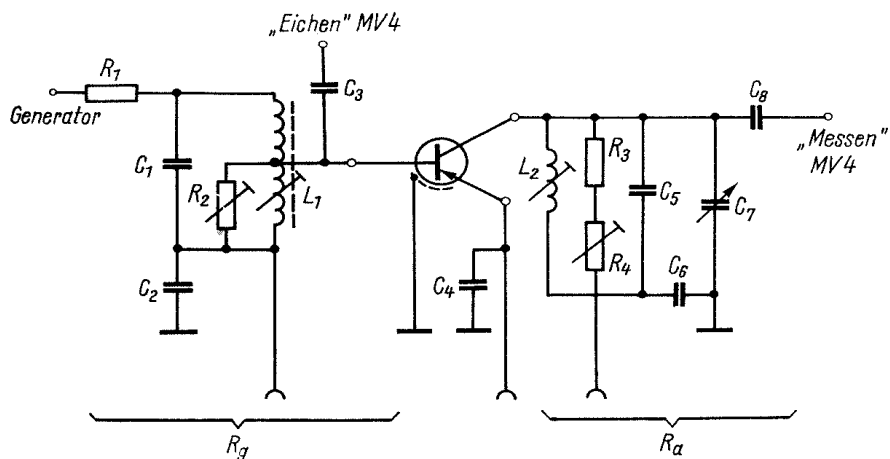 „Eichen" MV4
R1
Generator
C3
C8
„Messen" MV4
C1
R2
L1
L2
R3
C5
C7
R4
C6
C2
C4
Rg
Ra